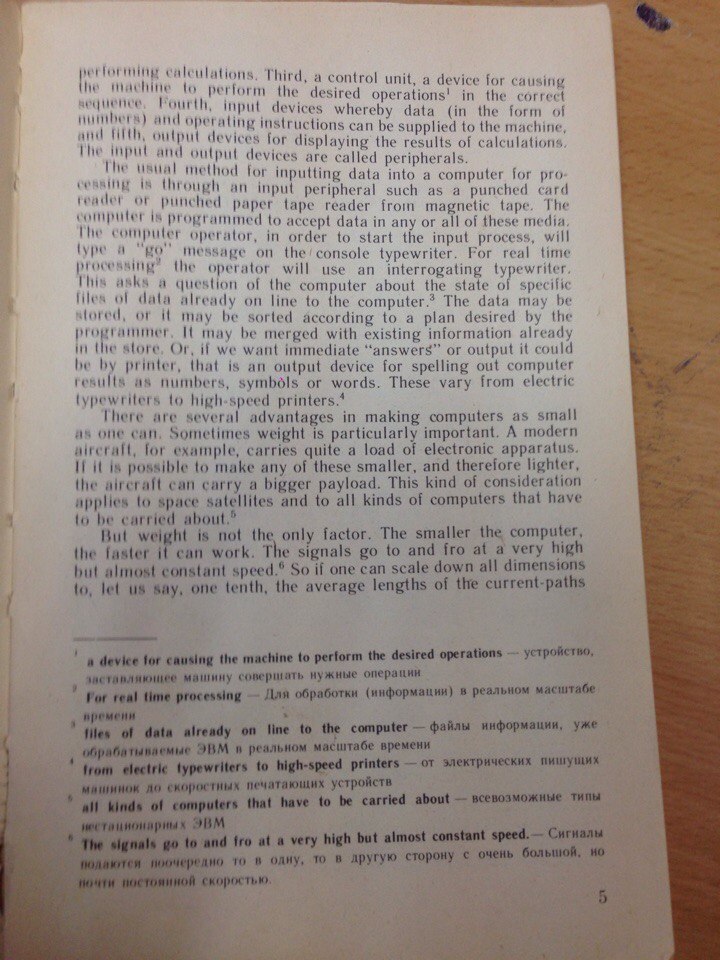 performing calculations. Third, a control unit, a device for causing
the machine to perform the desired operations¹ in the correct
sequence. Fourth, input devices whereby data (in the form of
numbers) and operating instructions can be supplied to the machine,
and fifth, output devices for displaying the results of calculations.
The input and output devices are called peripherals.
The usual method for inputting data into a computer for pro-
cessing is through an input peripheral such as a punched card
reader or punched paper tape reader from magnetic tape. The
computer is programmed to accept data in any or all of these media.
The computer operator, in order to start the input process, will
type a "go" message on the console typewriter. For real time
processing² the operator will use an interrogating typewriter.
This asks a question of the computer about the state of specific
files of data already on line to the computer.³ The data may be
stored, or it may be sorted according to a plan desired by the
programmer. It may be merged with existing information already
in the store. Or, if we want immediate "answers" or output it could
be by printer, that is an output device for spelling out computer
results as numbers, symbols or words. These vary from electric
typewriters to high-speed printers.⁴
There are several advantages in making computers as small
as one can. Sometimes weight is particularly important. A modern
aircraft, for example, carries quite a load of electronic apparatus.
If it is possible to make any of these smaller, and therefore lighter,
the aircraft can carry a bigger payload. This kind of consideration
applies to space satellites and to all kinds of computers that have
to be carried about.⁵
But weight is not the only factor. The smaller the computer,
the faster it can work. The signals go to and fro at a very high
but almost constant speed.⁶ So if one can scale down all dimensions
to, let us say, one tenth, the average lengths of the current-paths
¹ a device for causing the machine to perform the desired operations — устройство,
заставляющее машину совершать нужные операции
² For real time processing — Для обработки (информации) в реальном масштабе
времени
³ files of data already on line to the computer — файлы информации, уже
обрабатываемые ЭВМ в реальном масштабе времени
⁴ from electric typewriters to high-speed printers — от электрических пишущих
машинок до скоростных печатающих устройств
⁵ all kinds of computers that have to be carried about — всевозможные типы
нестационарных ЭВМ
⁶ The signals go to and fro at a very high but almost constant speed.— Сигналы
подаются поочередно то в одну, то в другую сторону с очень большой, но
почти постоянной скоростью.
5